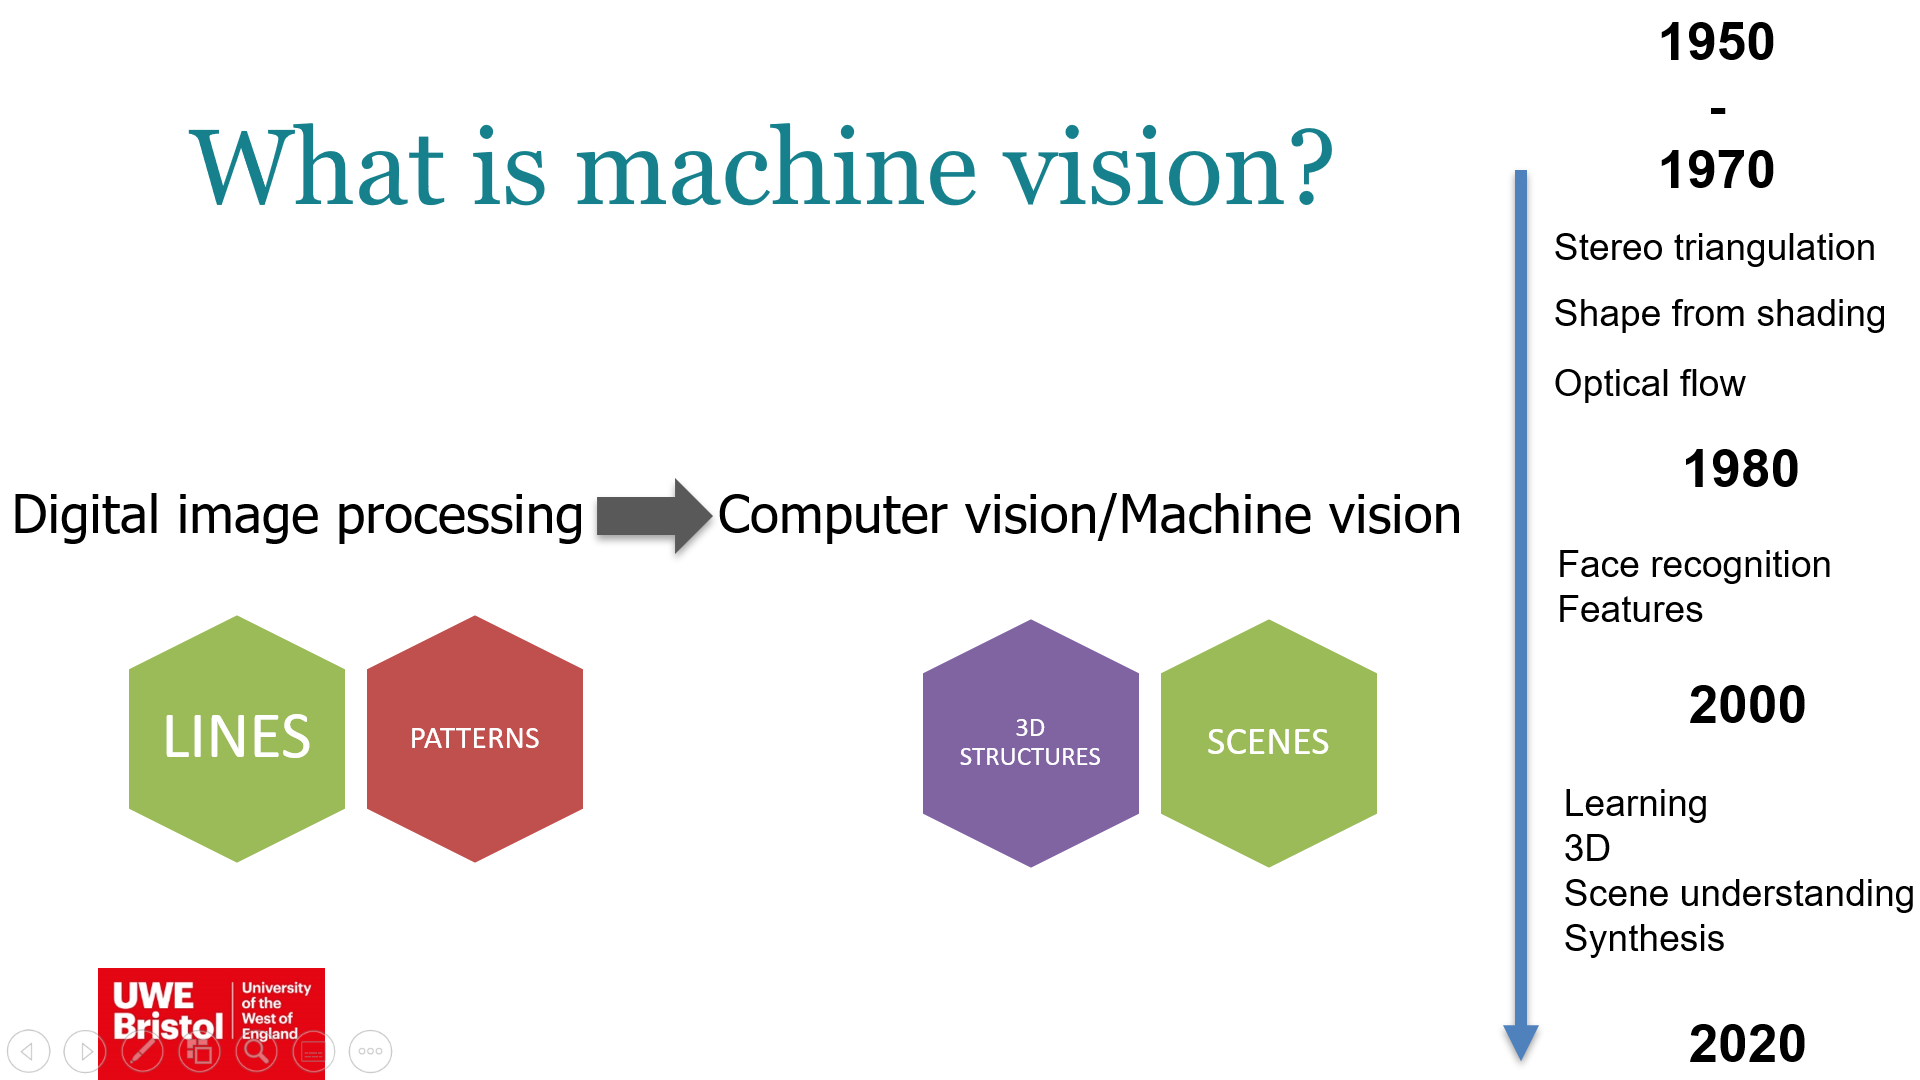 What is machine vision?
Digital image processing
Computer vision/Machine vision
LINES
PATTERNS
3D
STRUCTURES
SCENES
1950
-
1970
Stereo triangulation
Shape from shading
Optical flow
1980
Face recognition
Features
2000
Learning
3D
Scene understanding
Synthesis
2020
UWE
Bristol
University
of the
West of
England